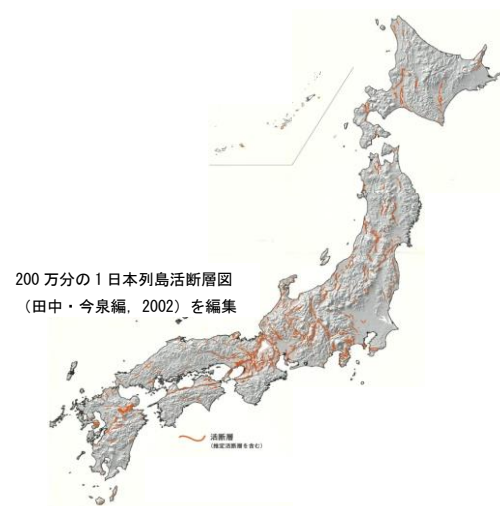 200 万分の 1 日本列島活断層図
（田中・今泉編, 2002）を編集
活断層
（推定活断層を含む）